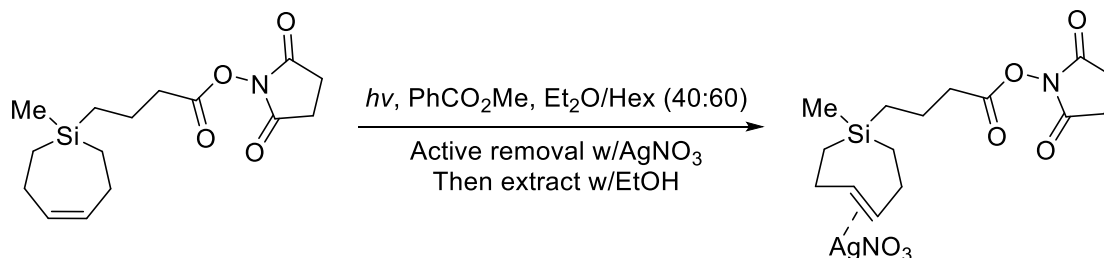 O
O
N
O
O
Me
Si
hv, PhCO₂Me, Et₂O/Hex (40:60)
Active removal w/AgNO₃
Then extract w/EtOH
O
O
N
O
O
Me
Si
AgNO₃